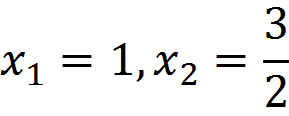 x₁ = 1, x₂ = 3/2